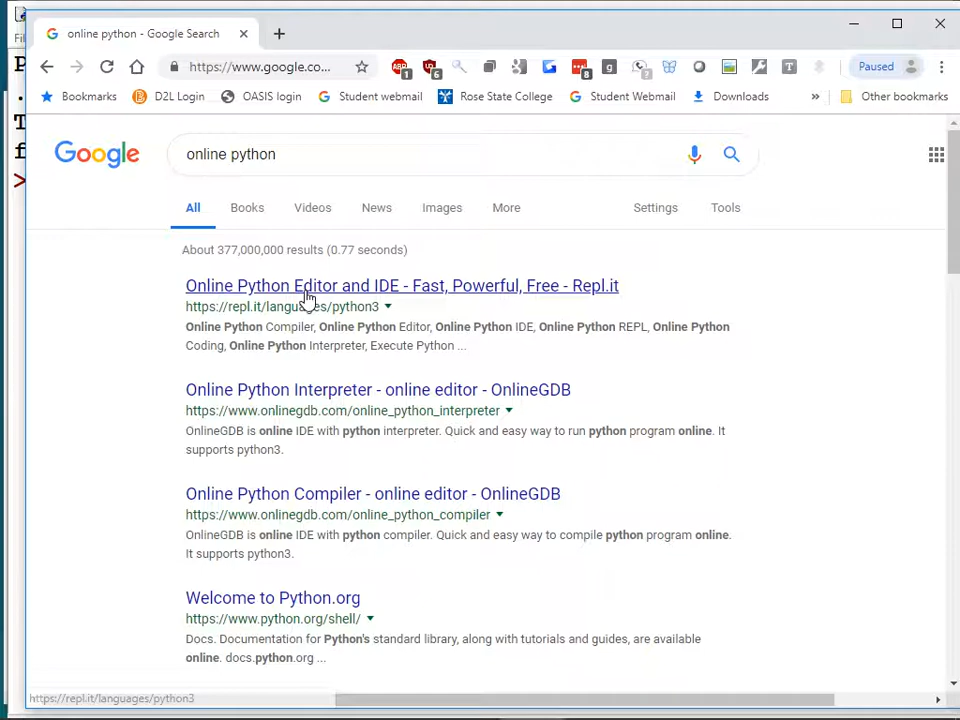 online python - Google Search
https://www.google.co...
1
6
8
Paused
Bookmarks
D2L Login
OASIS login
Student webmail
Rose State College
Student Webmail
Downloads
»
Other bookmarks
Google
online python
All
Books
Videos
News
Images
More
Settings
Tools
About 377,000,000 results (0.77 seconds)
Online Python Editor and IDE - Fast, Powerful, Free - Repl.it
https://repl.it/languages/python3
Online Python Compiler, Online Python Editor, Online Python IDE, Online Python REPL, Online Python
Coding, Online Python Interpreter, Execute Python ...
Online Python Interpreter - online editor - OnlineGDB
https://www.onlinegdb.com/online_python_interpreter
OnlineGDB is online IDE with python interpreter. Quick and easy way to run python program online. It
supports python3.
Online Python Compiler - online editor - OnlineGDB
https://www.onlinegdb.com/online_python_compiler
OnlineGDB is online IDE with python compiler. Quick and easy way to compile python program online.
It supports python3.
Welcome to Python.org
https://www.python.org/shell/
Docs. Documentation for Python's standard library, along with tutorials and guides, are available
online. docs.python.org ...
https://repl.it/languages/python3